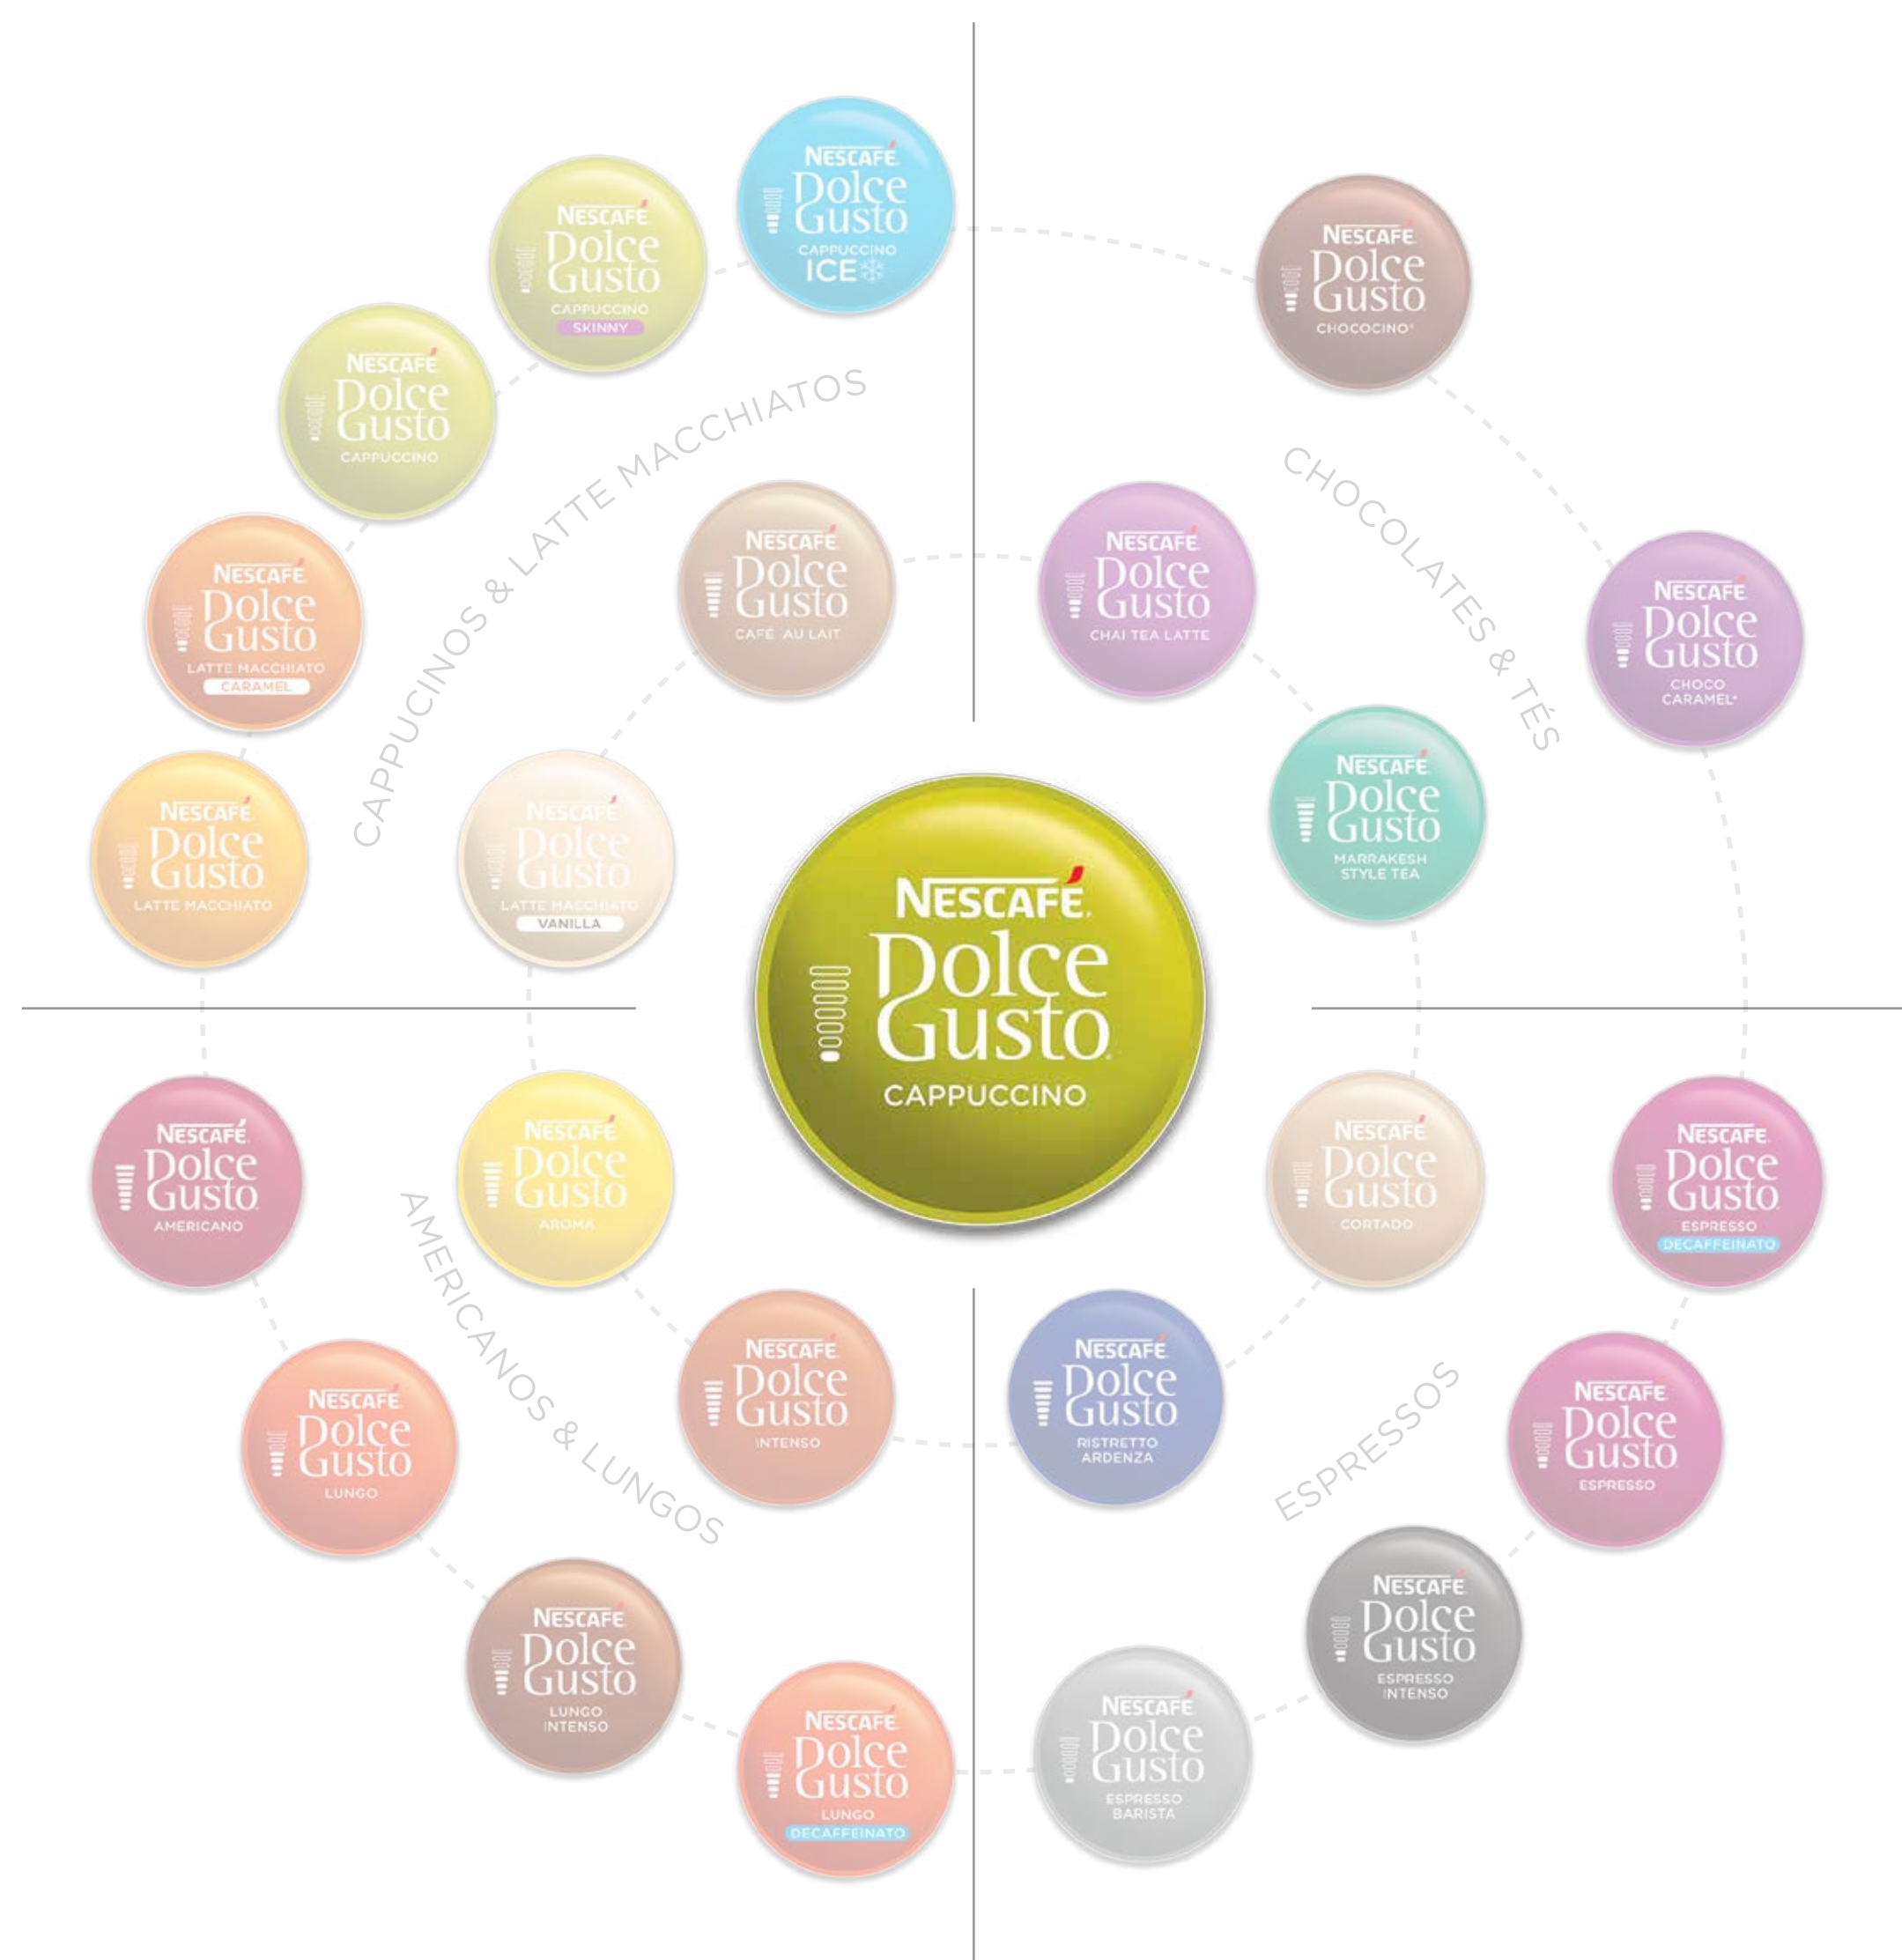 NESCAFÉ
Dolce
Gusto
CAPPUCCINO
ICE
NESCAFÉ
Dolce
Gusto
CAPPUCCINO
SKINNY
NESCAFÉ
Dolce
Gusto
CAPPUCCINO
NESCAFÉ
Dolce
Gusto
LATTE MACCHIATO
CARAMEL
NESCAFÉ
Dolce
Gusto
LATTE MACCHIATO
CAPPUCINOS & LATTE MACCHIATOS
NESCAFÉ
Dolce
Gusto
CAFÉ AU LAIT
NESCAFÉ
Dolce
Gusto
LATTE MACCHIATO
VANILLA
NESCAFÉ
Dolce
Gusto
CHOCOCINO*
CHOCOLATES & TÉS
NESCAFÉ
Dolce
Gusto
CHOCO
CARAMEL*
NESCAFÉ
Dolce
Gusto
CHAI TEA LATTE
NESCAFÉ
Dolce
Gusto
MARRAKESH
STYLE TEA
NESCAFÉ.
Dolce
Gusto
CAPPUCCINO
NESCAFÉ
Dolce
Gusto
AMERICANO
NESCAFÉ
Dolce
Gusto
AROMA
AMERICANOS & LUNGOS
NESCAFÉ
Dolce
Gusto
LUNGO
NESCAFÉ
Dolce
Gusto
INTENSO
NESCAFÉ
Dolce
Gusto
LUNGO
INTENSO
NESCAFÉ
Dolce
Gusto
LUNGO
DECAFFEINATO
NESCAFÉ
Dolce
Gusto
CORTADO
NESCAFÉ
Dolce
Gusto
ESPRESSO
DECAFFEINATO
NESCAFÉ
Dolce
Gusto
RISTRETTO
ARDENZA
ESPRESSOS
NESCAFÉ
Dolce
Gusto
ESPRESSO
NESCAFÉ
Dolce
Gusto
ESPRESSO
INTENSO
NESCAFÉ
Dolce
Gusto
ESPRESSO
BARISTA